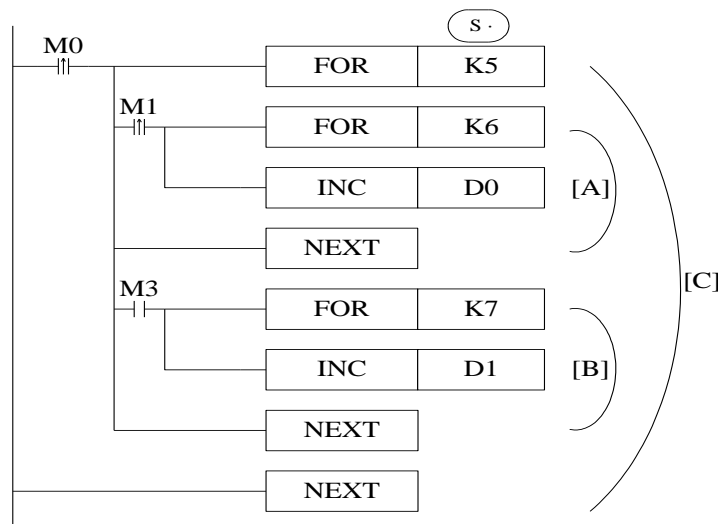 S ·
M0
FOR K5
M1
FOR K6
INC D0
[A]
NEXT
[C]
M3
FOR K7
INC D1
[B]
NEXT
NEXT